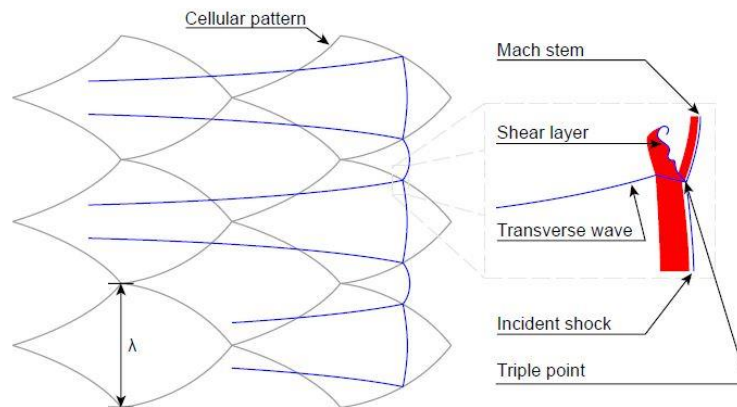 Cellular pattern
Mach stem
Shear layer
Transverse wave
λ
Incident shock
Triple point